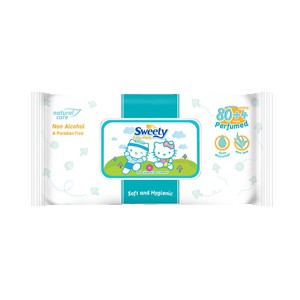 natural
care
Non Alcohol
& Paraben Free
Sweety
80
Perfumed
Soft and Hygienic